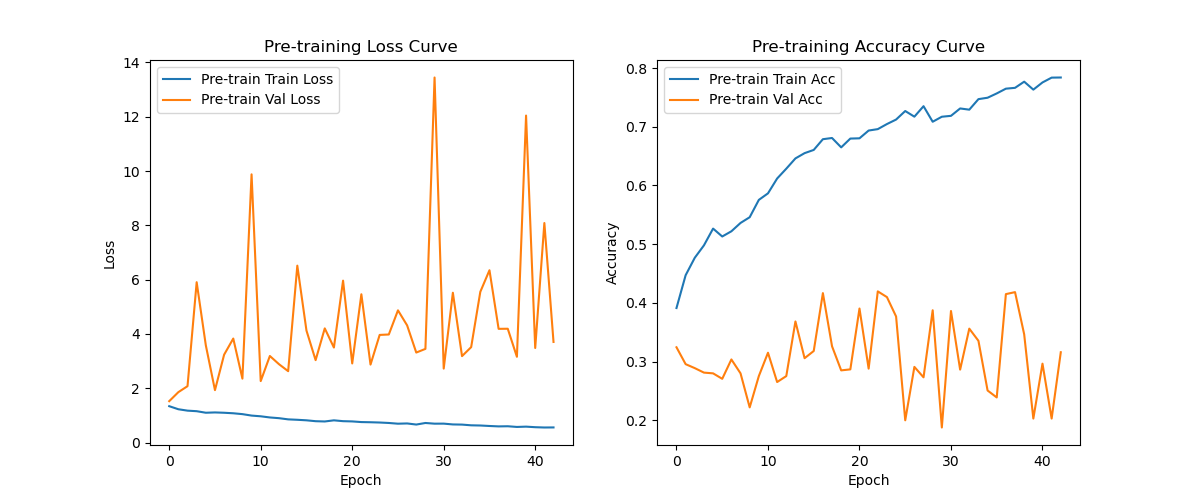 Pre-training Loss Curve
Pre-train Train Loss
Pre-train Val Loss
14
12
10
8
6
4
2
0
Loss
0
10
20
30
40
Epoch
Pre-training Accuracy Curve
Pre-train Train Acc
Pre-train Val Acc
0.8
0.7
0.6
0.5
0.4
0.3
0.2
Accuracy
0
10
20
30
40
Epoch